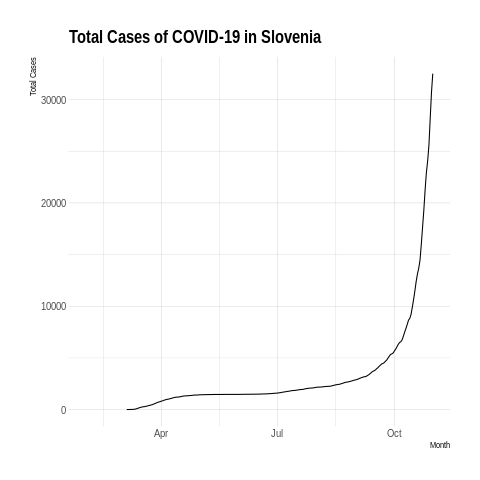 Total Cases of COVID-19 in Slovenia
Total Cases
30000
20000
10000
0
Apr Jul Oct
Month